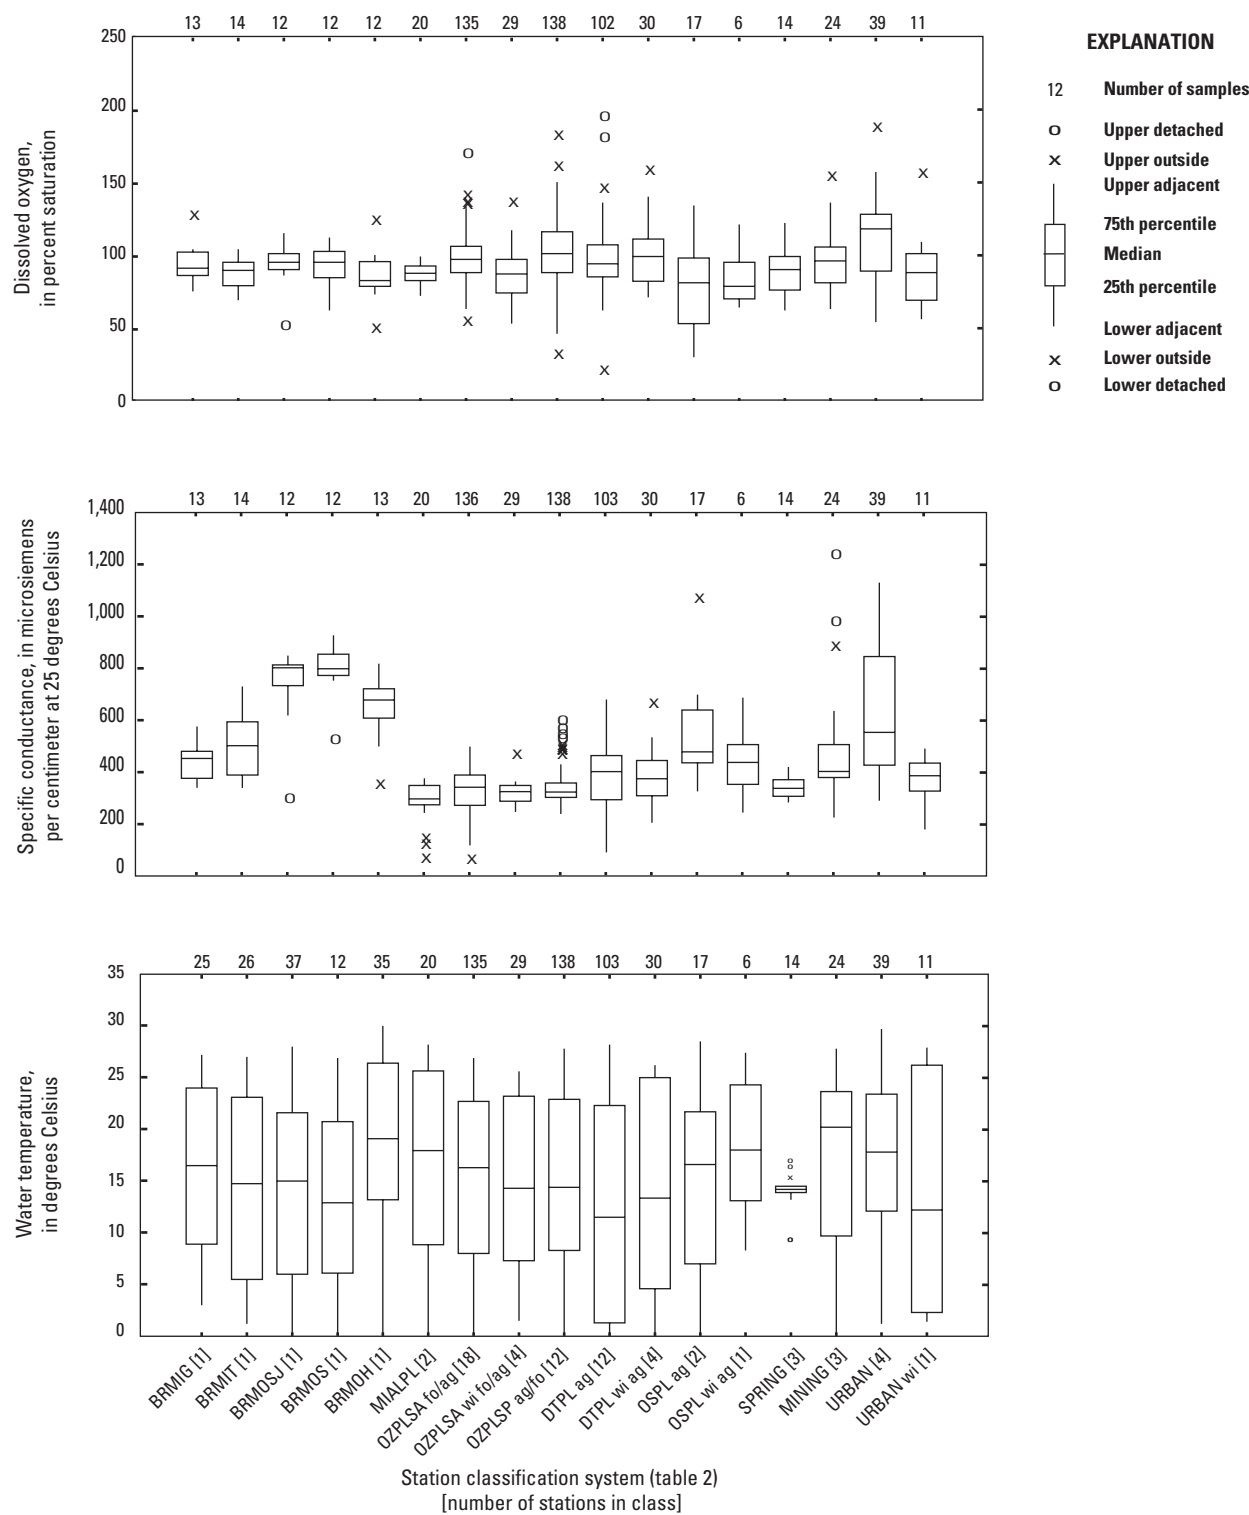 13 14 12 12 12 20 135 29 138 102 30 17 6 14 24 39 11
250
200
150
100
50
0
Dissolved oxygen,
in percent saturation
EXPLANATION
12 Number of samples
o Upper detached
x Upper outside
Upper adjacent
75th percentile
Median
25th percentile
Lower adjacent
x Lower outside
o Lower detached
13 14 12 12 13 20 136 29 138 103 30 17 6 14 24 39 11
1,400
1,200
1,000
800
600
400
200
0
Specific conductance, in microsiemens
per centimeter at 25 degrees Celsius
25 26 37 12 35 20 135 29 138 103 30 17 6 14 24 39 11
35
30
25
20
15
10
5
0
Water temperature,
in degrees Celsius
BRMIG [1]
BRMIT [1]
BRMOSJ [1]
BRMOS [1]
BRMOH [1]
MIALPL [2]
OZPLSA fo/ag [18]
OZPLSA wi fo/ag [4]
OZPLSP ag/fo [12]
DTPL ag [12]
DTPL wi ag [4]
OSPL ag [2]
OSPL wi ag [1]
SPRING [3]
MINING [3]
URBAN [4]
URBAN wi [1]
Station classification system (table 2)
[number of stations in class]